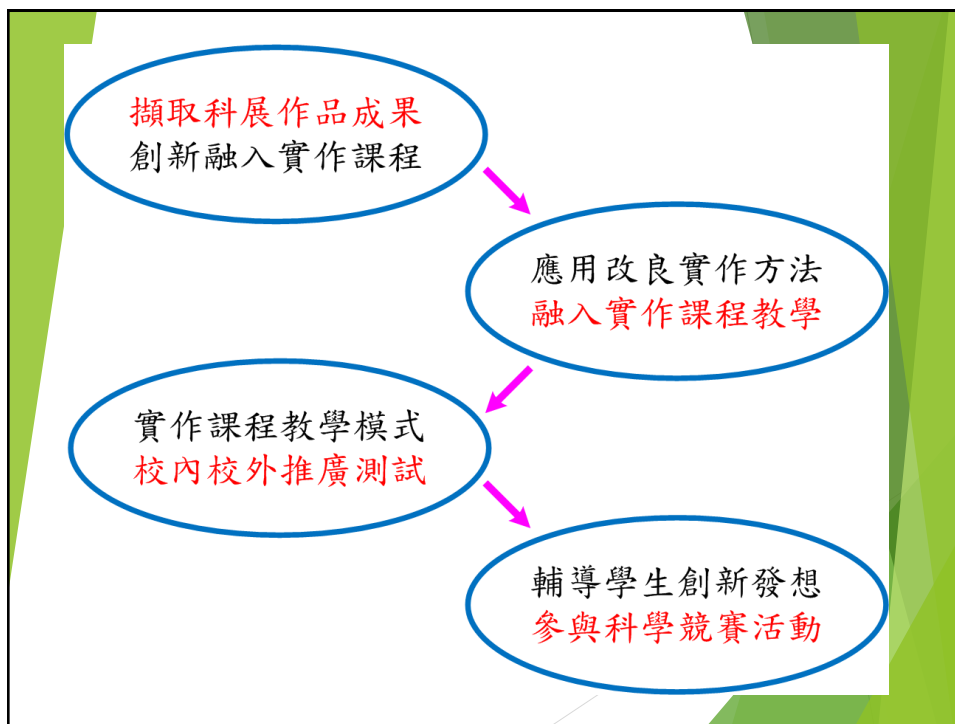 擷取科展作品成果
創新融入實作課程
應用改良實作方法
融入實作課程教學
實作課程教學模式
校內校外推廣測試
輔導學生創新發想
參與科學競賽活動